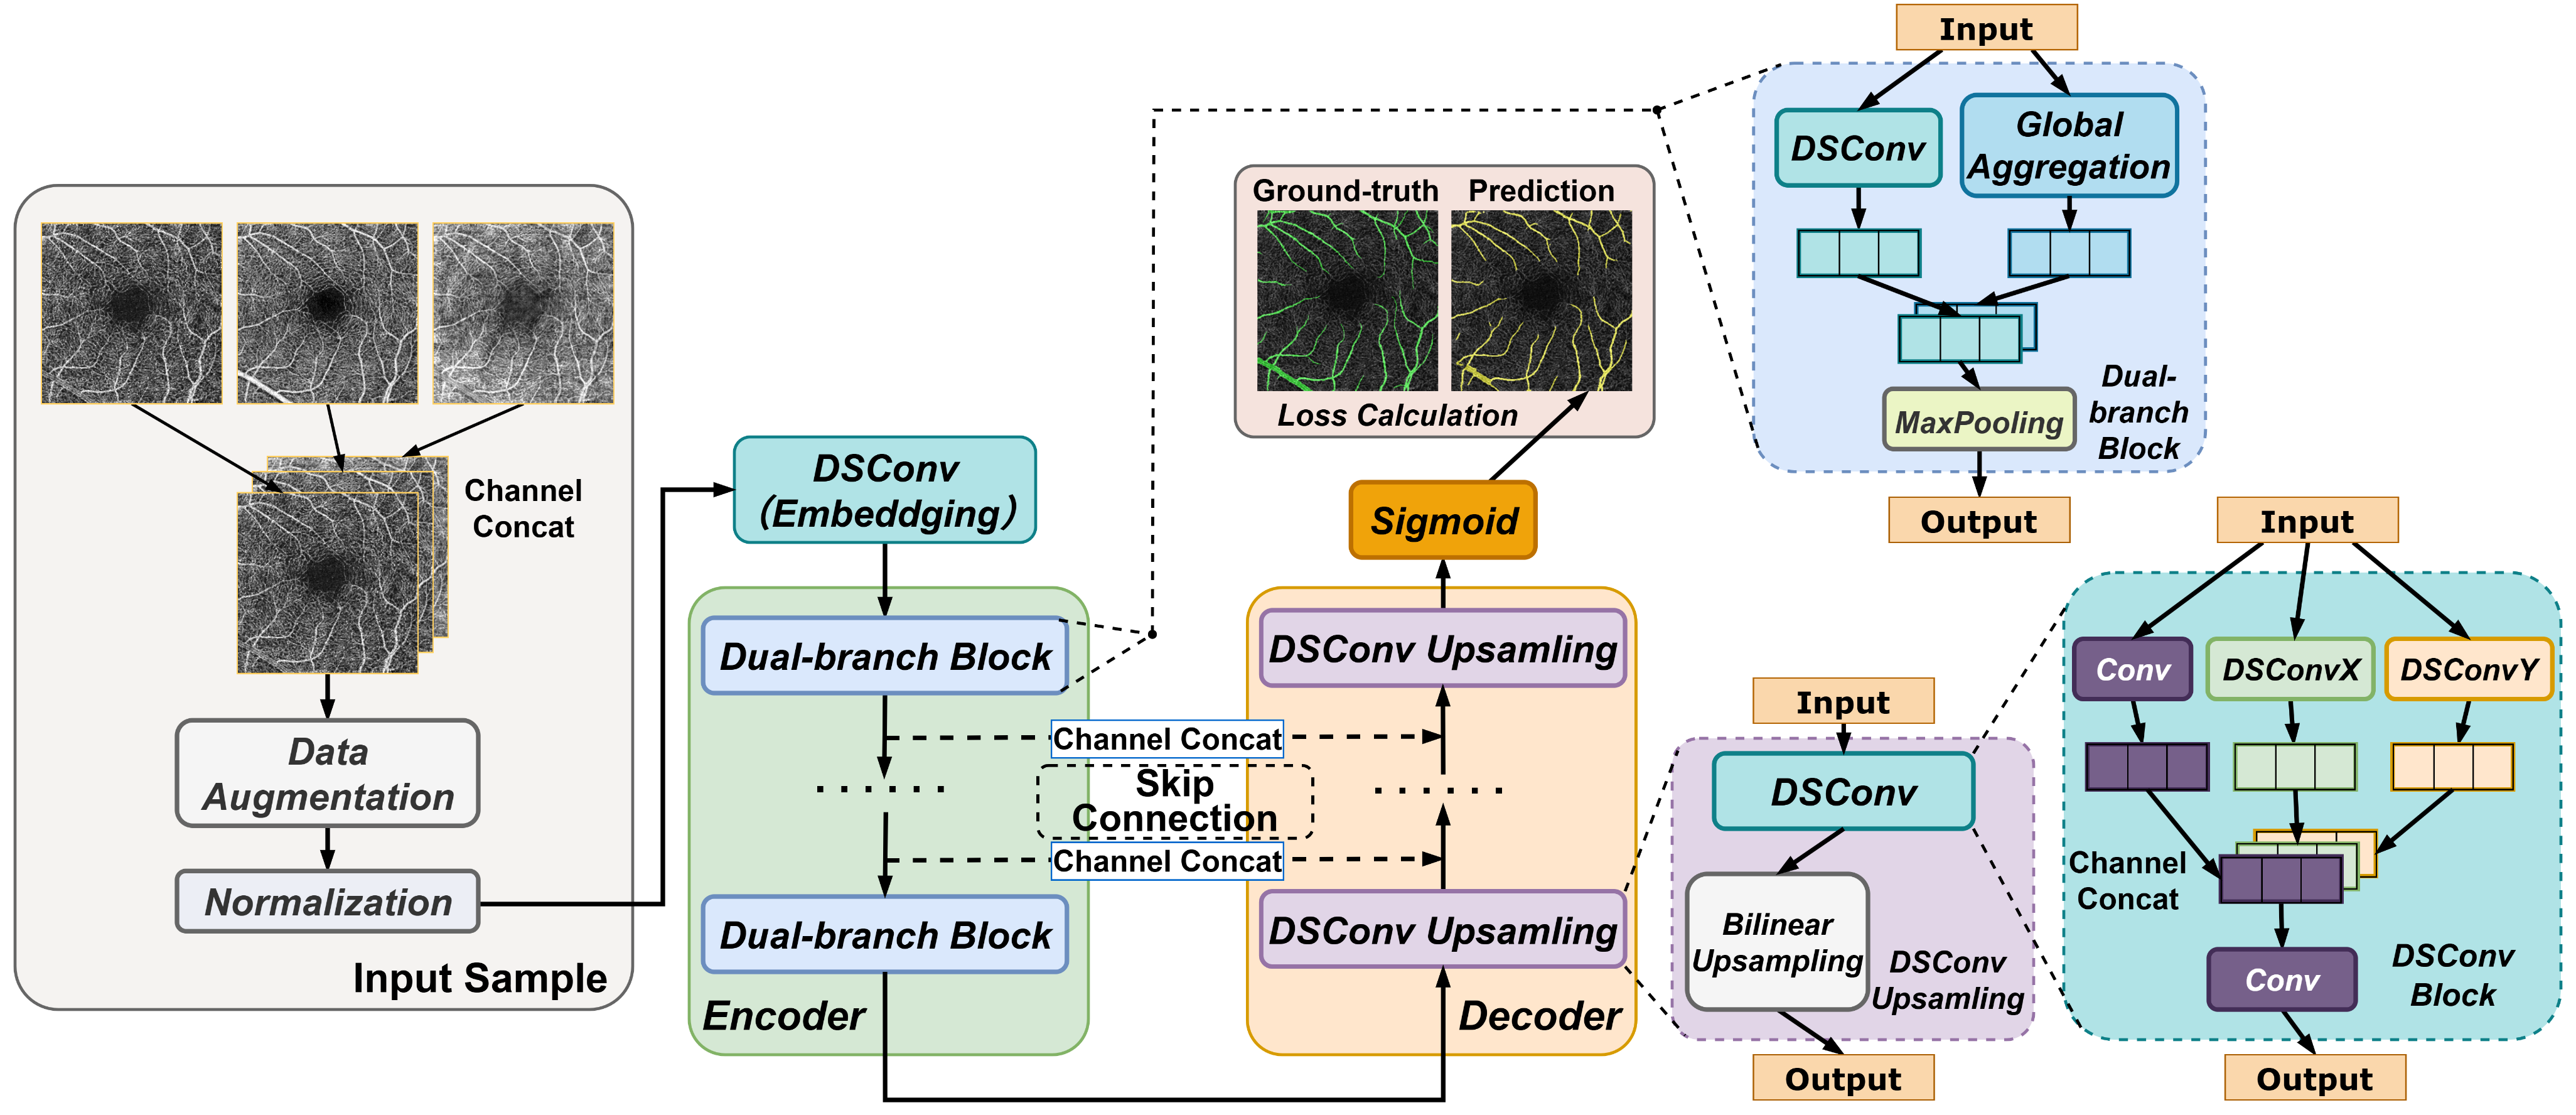 Channel
Concat
Data
Augmentation
Normalization
Input Sample
DSConv
(Embeddging)
Dual-branch Block
Dual-branch Block
Encoder
Channel Concat
Skip
Connection
Channel Concat
Ground-truth
Prediction
Loss Calculation
Sigmoid
DSConv Upsamling
DSConv Upsamling
Decoder
Input
DSConv
Global
Aggregation
MaxPooling
Dual-
branch
Block
Output
Input
DSConv
Bilinear
Upsampling
DSConv
Upsamling
Output
Input
Conv
DSConvX
DSConvY
Channel
Concat
Conv
DSConv
Block
Output